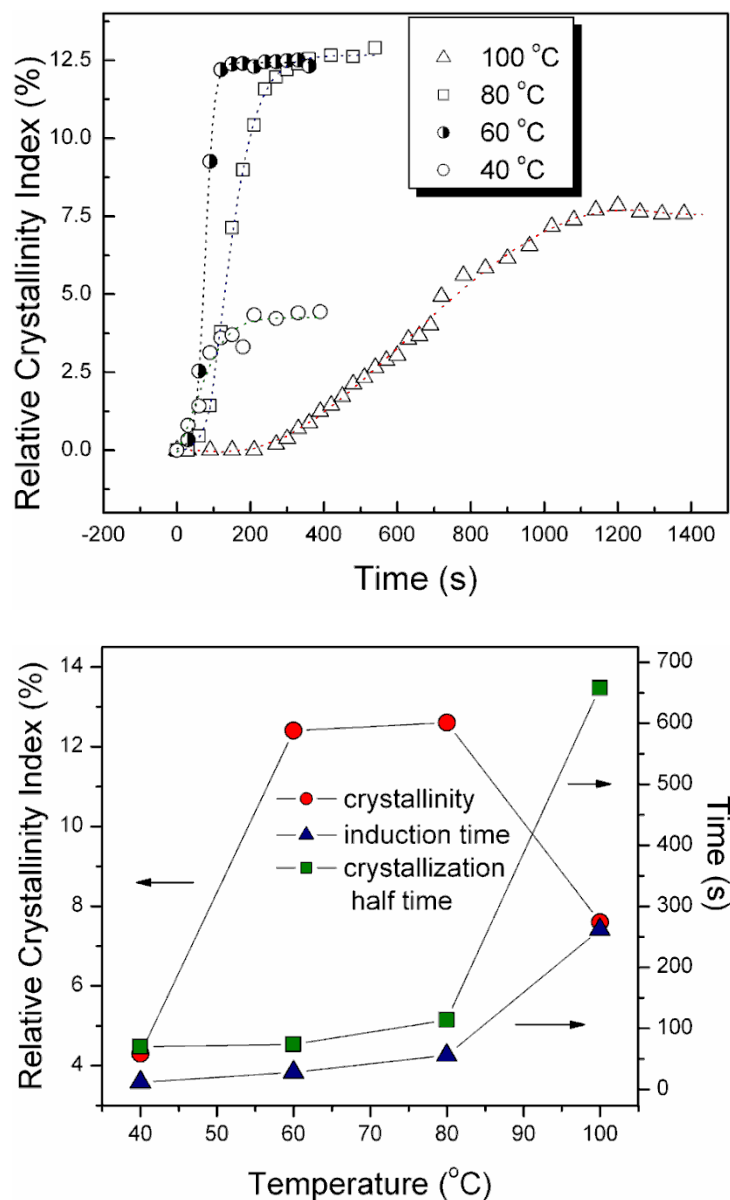 Relative Crystallinity Index (%)
12.5
10.0
7.5
5.0
2.5
0.0
100 °C
80 °C
60 °C
40 °C
-200 0 200 400 600 800 1000 1200 1400
Time (s)
Relative Crystallinity Index (%)
14
12
10
8
6
4
crystallinity
induction time
crystallization
half time
700
600
500
400
300
200
100
0
Time (s)
40 50 60 70 80 90 100
Temperature (°C)